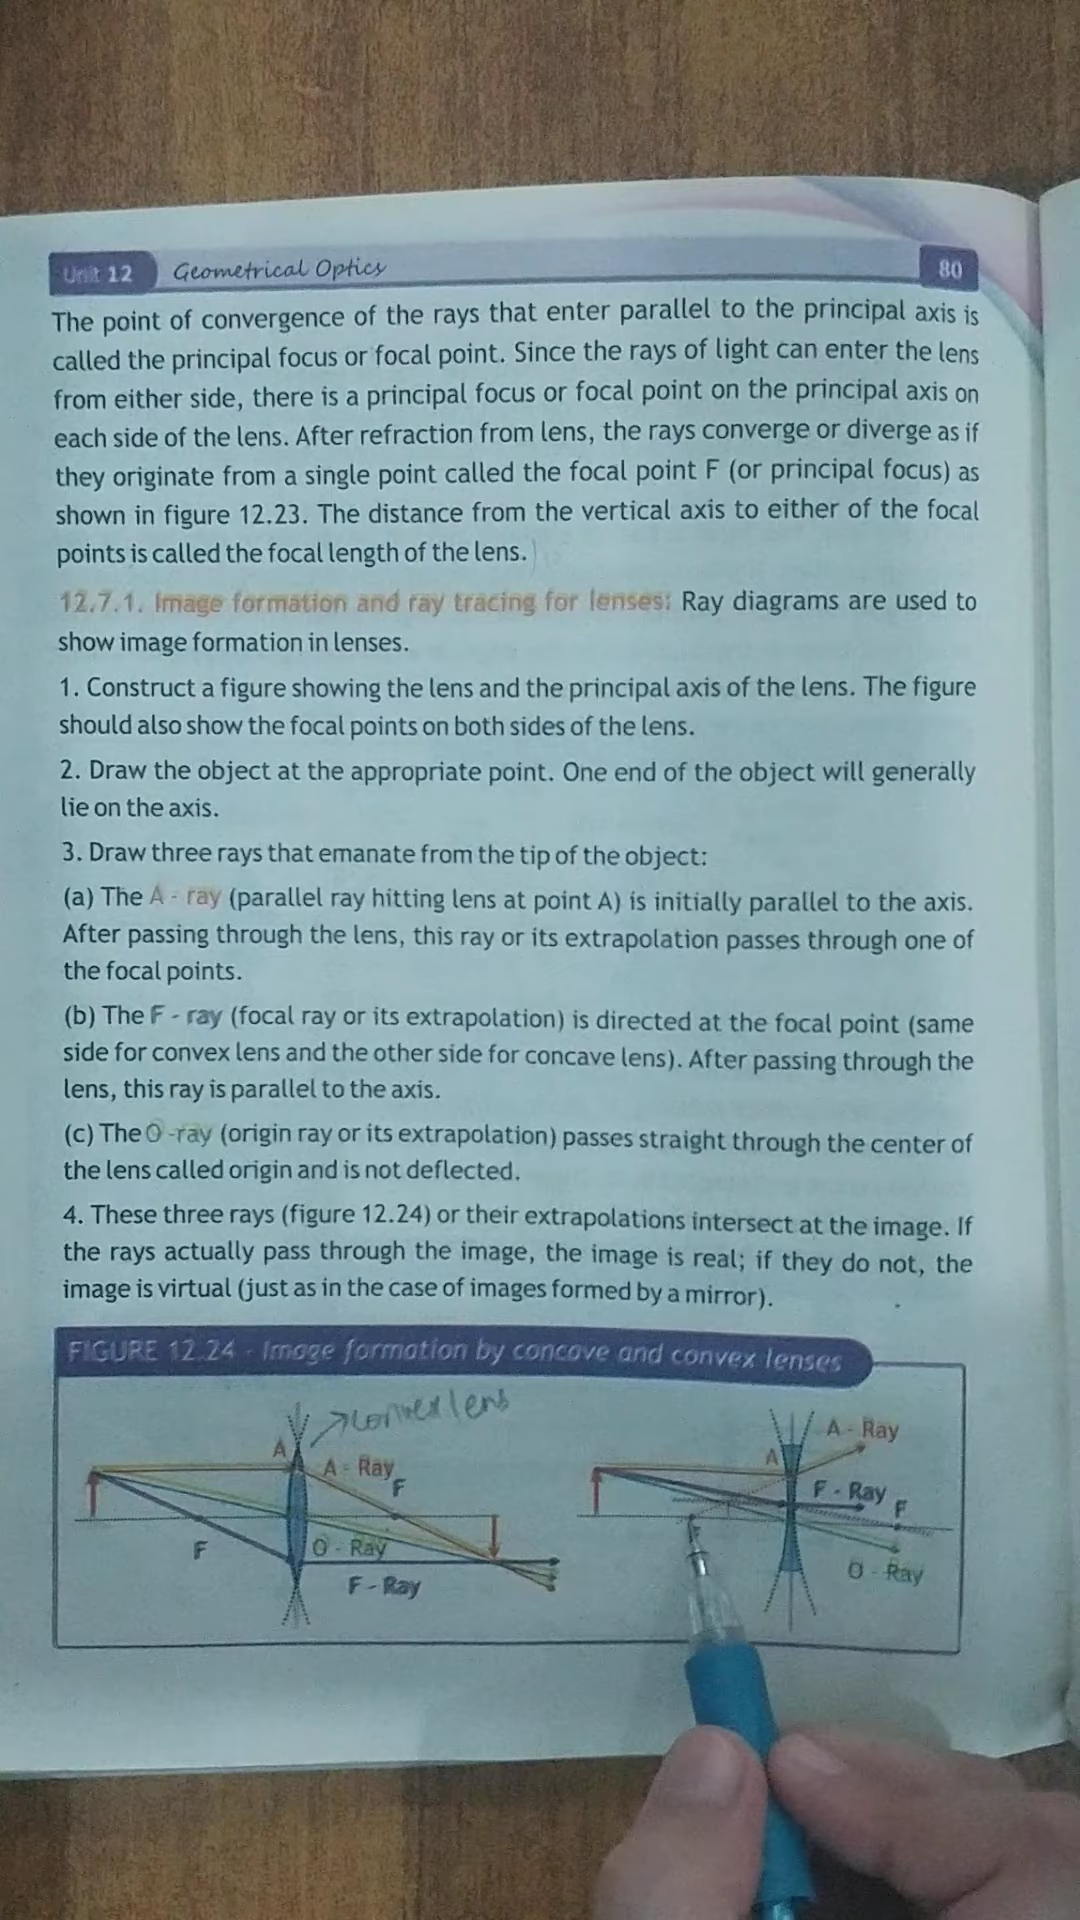 Unit 12 Geometrical Optics 80
The point of convergence of the rays that enter parallel to the principal axis is
called the principal focus or focal point. Since the rays of light can enter the lens
from either side, there is a principal focus or focal point on the principal axis on
each side of the lens. After refraction from lens, the rays converge or diverge as if
they originate from a single point called the focal point F (or principal focus) as
shown in figure 12.23. The distance from the vertical axis to either of the focal
points is called the focal length of the lens.
12.7.1. Image formation and ray tracing for lenses: Ray diagrams are used to
show image formation in lenses.
1. Construct a figure showing the lens and the principal axis of the lens. The figure
should also show the focal points on both sides of the lens.
2. Draw the object at the appropriate point. One end of the object will generally
lie on the axis.
3. Draw three rays that emanate from the tip of the object:
(a) The A - ray (parallel ray hitting lens at point A) is initially parallel to the axis.
After passing through the lens, this ray or its extrapolation passes through one of
the focal points.
(b) The F - ray (focal ray or its extrapolation) is directed at the focal point (same
side for convex lens and the other side for concave lens). After passing through the
lens, this ray is parallel to the axis.
(c) The O -ray (origin ray or its extrapolation) passes straight through the center of
the lens called origin and is not deflected.
4. These three rays (figure 12.24) or their extrapolations intersect at the image. If
the rays actually pass through the image, the image is real; if they do not, the
image is virtual (just as in the case of images formed by a mirror).
FIGURE 12.24 - Image formation by concave and convex lenses
convex lens
A
A - Ray
F
F
O - Ray
F - Ray
A - Ray
A
F - Ray
F
F
O - Ray